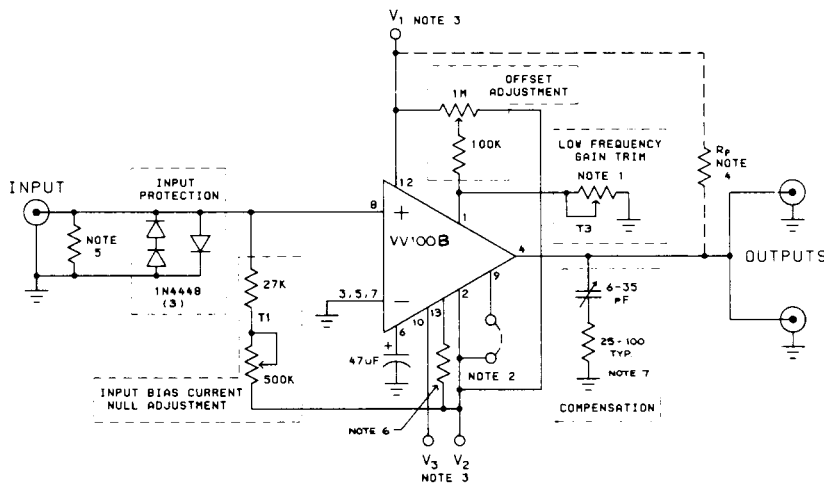 V1 NOTE 3
OFFSET
ADJUSTMENT
1M
100K
LOW FREQUENCY
GAIN TRIM
NOTE 1
T3
RP
NOTE
4
12
INPUT
INPUT
PROTECTION
NOTE
5
1N4448
(3)
8
+
VV100B
1
4
OUTPUTS
27K
T1
500K
3,5,7
−
6
10
13
2
9
+
47uF
NOTE 2
6-35
pF
25-100
TYP.
NOTE 7
INPUT BIAS CURRENT
NULL ADJUSTMENT
NOTE 6
COMPENSATION
V3 V2
NOTE 3